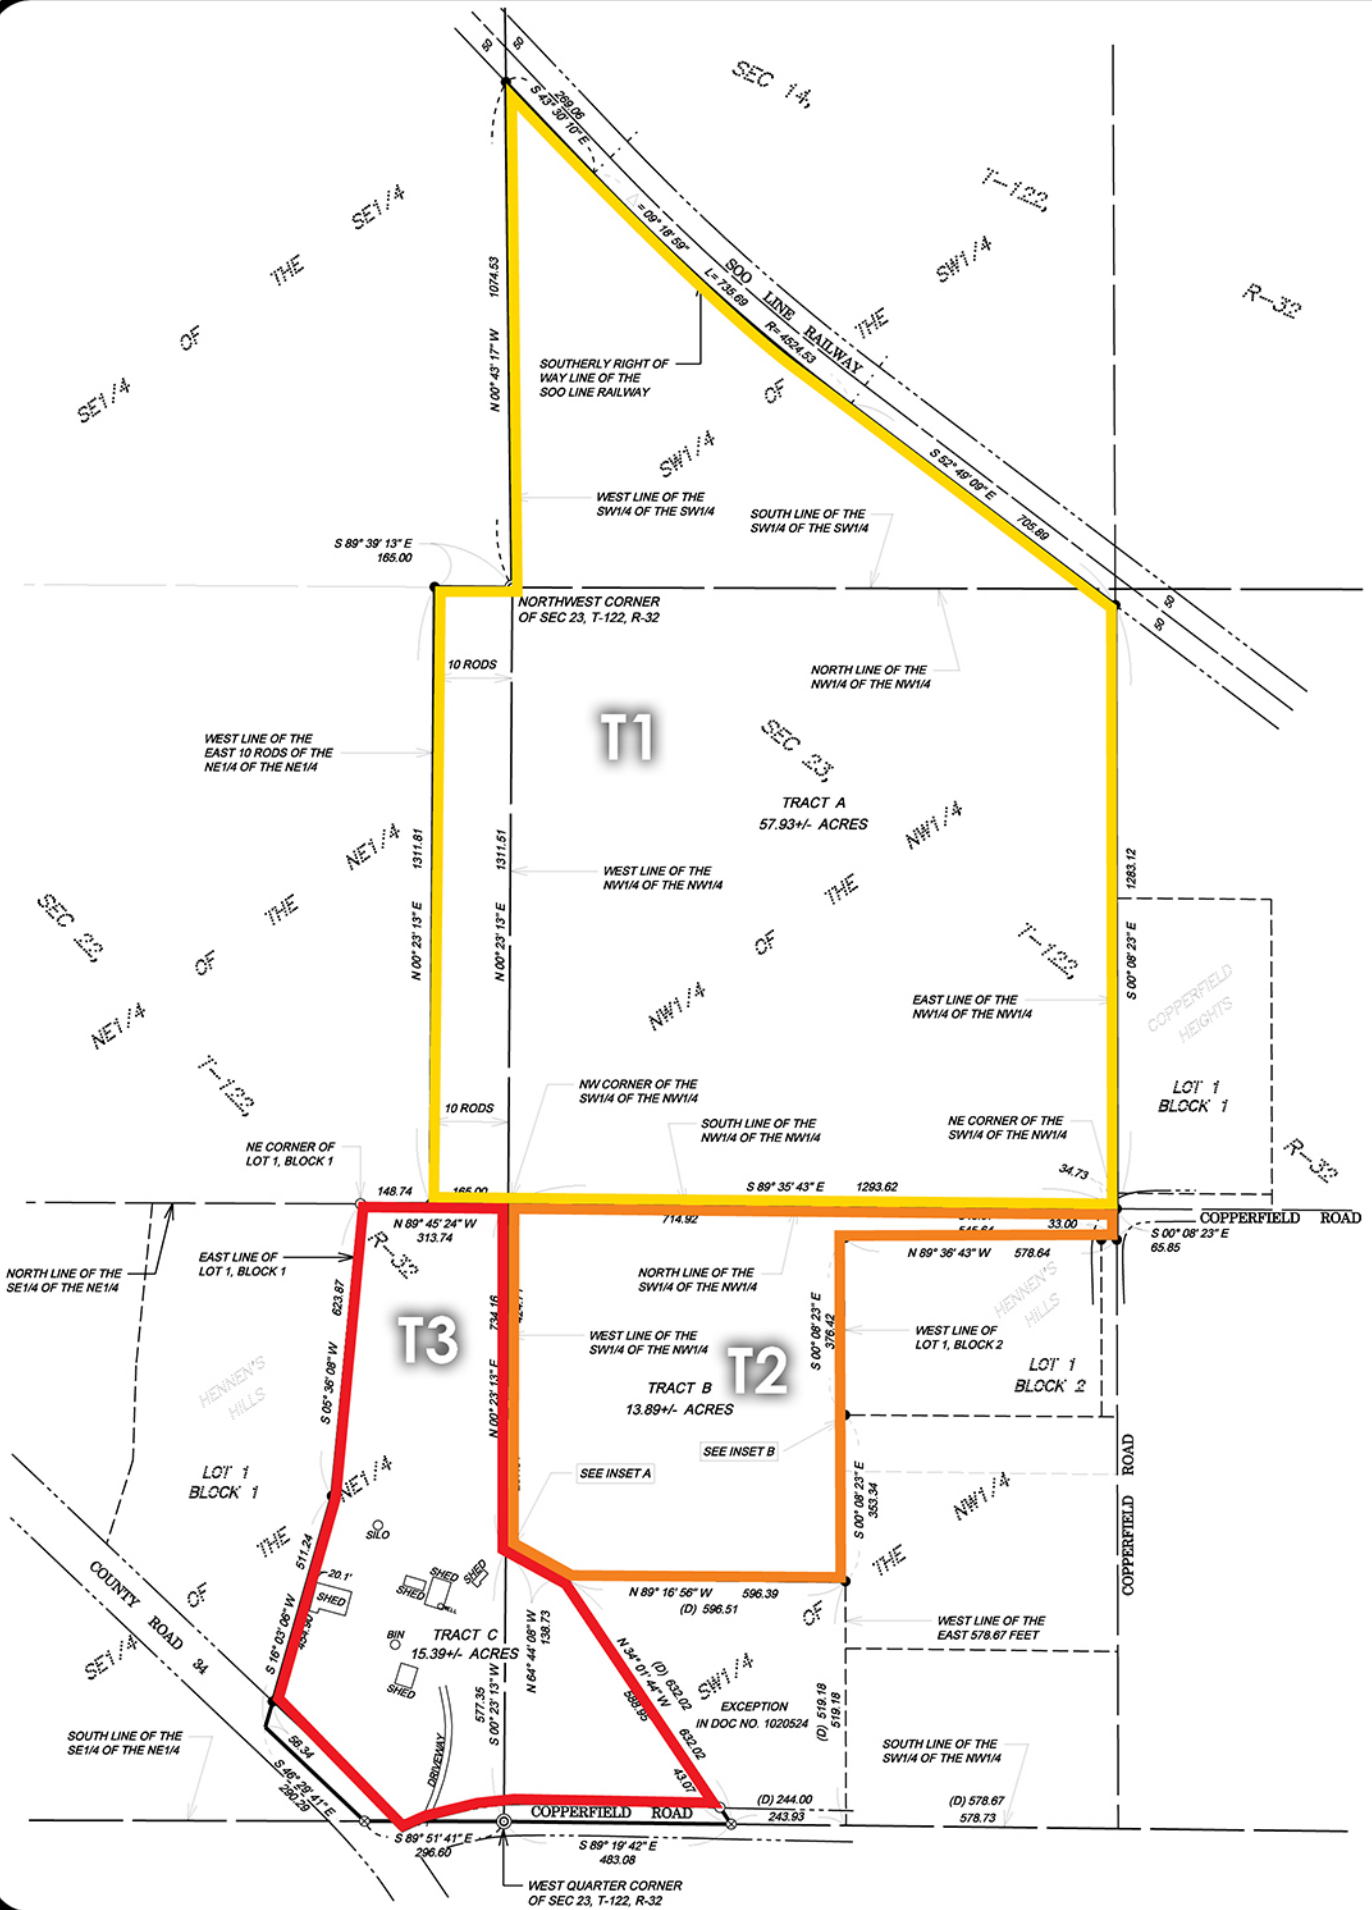 SEC 14,
269.06
S 43° 30' 10" E
T-122,
SE1/4
THE
OF
SE1/4
SW1/4
THE
OF
SW1/4
R-32
Δ= 09° 18' 59"
L= 735.69
R= 4524.53
SOO LINE RAILWAY
1074.53
N 00° 43' 17" W
SOUTHERLY RIGHT OF
WAY LINE OF THE
SOO LINE RAILWAY
S 52° 49' 09" E
705.89
WEST LINE OF THE
SW1/4 OF THE SW1/4
SOUTH LINE OF THE
SW1/4 OF THE SW1/4
S 89° 39' 13" E
165.00
NORTHWEST CORNER
OF SEC 23, T-122, R-32
10 RODS
NORTH LINE OF THE
NW1/4 OF THE NW1/4
T1
WEST LINE OF THE
EAST 10 RODS OF THE
NE1/4 OF THE NE1/4
SEC 23,
TRACT A
57.93+/- ACRES
1311.81
N 00° 23' 13" E
1311.51
N 00° 23' 13" E
WEST LINE OF THE
NW1/4 OF THE NW1/4
NW1/4
THE
OF
NW1/4
1283.12
S 00° 08' 23" E
SEC 22,
NE1/4
THE
OF
NE1/4
T-122,
T-122,
EAST LINE OF THE
NW1/4 OF THE NW1/4
COPPERFIELD
HEIGHTS
LOT 1
BLOCK 1
10 RODS
NW CORNER OF THE
SW1/4 OF THE NW1/4
SOUTH LINE OF THE
NW1/4 OF THE NW1/4
NE CORNER OF THE
SW1/4 OF THE NW1/4
R-32
NE CORNER OF
LOT 1, BLOCK 1
34.73
148.74
165.00
S 89° 35' 43" E 1293.62
N 89° 45' 24" W
313.74
714.92
33.00
COPPERFIELD ROAD
S 00° 08' 23" E
65.85
N 89° 36' 43" W 578.64
R-32
EAST LINE OF
LOT 1, BLOCK 1
NORTH LINE OF THE
SE1/4 OF THE NE1/4
NORTH LINE OF THE
SW1/4 OF THE NW1/4
623.87
S 05° 36' 08" W
T3
734.16
N 00° 23' 13" E
WEST LINE OF THE
SW1/4 OF THE NW1/4
T2
S 00° 08' 23" E
376.42
WEST LINE OF
LOT 1, BLOCK 2
HENNEN'S
HILLS
LOT 1
BLOCK 2
HENNEN'S
HILLS
TRACT B
13.89+/- ACRES
SEE INSET B
SEE INSET A
LOT 1
BLOCK 1
NE1/4
THE
OF
SE1/4
S 00° 08' 23" E
353.34
NW1/4
THE
OF
SW1/4
COPPERFIELD ROAD
SILO
511.24
20.1'
SHED
SHED
SHED
SHED
WELL
S 16° 03' 06" W
454.90
BIN
SHED
TRACT C
15.39+/- ACRES
N 89° 16' 56" W 596.39
(D) 596.51
N 64° 44' 08" W
138.73
577.35
S 00° 23' 13" W
N 34° 01' 44" W
588.95
(D) 632.02
632.02
43.07
COUNTY ROAD 34
WEST LINE OF THE
EAST 578.67 FEET
EXCEPTION
IN DOC NO. 1020524
(D) 519.18
519.18
SOUTH LINE OF THE
SE1/4 OF THE NE1/4
SOUTH LINE OF THE
SW1/4 OF THE NW1/4
56.34
S 46° 29' 41" E
290.29
DRIVEWAY
COPPERFIELD ROAD
(D) 244.00
243.93
(D) 578.67
578.73
S 89° 51' 41" E
296.60
S 89° 19' 42" E
483.08
WEST QUARTER CORNER
OF SEC 23, T-122, R-32